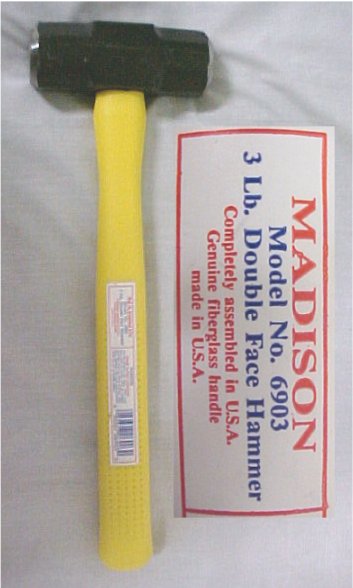 MADISON
Model No. 6903
3 Lb. Double Face Hammer
Completely assembled in U.S.A.
Genuine fiberglass handle
made in U.S.A.